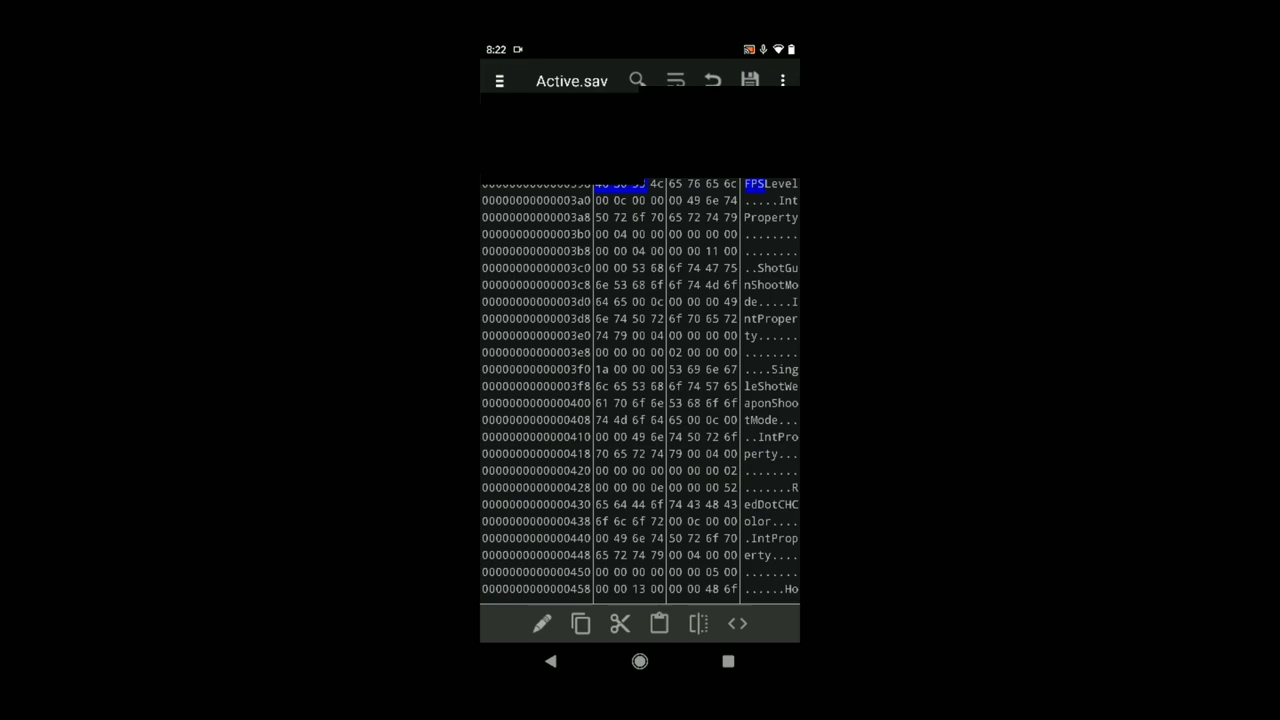 8:22
Active.sav
4c 65 76 65 6c FPSLevel
00000000000003a0 00 0c 00 00 00 49 6e 74 .....Int
00000000000003a8 50 72 6f 70 65 72 74 79 Property
00000000000003b0 00 04 00 00 00 00 00 00 ........
00000000000003b8 00 00 04 00 00 00 11 00 ........
00000000000003c0 00 00 53 68 6f 74 47 75 ..ShotGu
00000000000003c8 6e 53 68 6f 6f 74 4d 6f nShootMo
00000000000003d0 64 65 00 0c 00 00 00 49 de.....I
00000000000003d8 6e 74 50 72 6f 70 65 72 ntProper
00000000000003e0 74 79 00 04 00 00 00 00 ty......
00000000000003e8 00 00 00 00 02 00 00 00 ........
00000000000003f0 1a 00 00 00 53 69 6e 67 ....Sing
00000000000003f8 6c 65 53 68 6f 74 57 65 leShotWe
0000000000000400 61 70 6f 6e 53 68 6f 6f aponShoo
0000000000000408 74 4d 6f 64 65 00 0c 00 tMode...
0000000000000410 00 00 49 6e 74 50 72 6f ..IntPro
0000000000000418 70 65 72 74 79 00 04 00 perty...
0000000000000420 00 00 00 00 00 00 00 02 ........
0000000000000428 00 00 00 0e 00 00 00 52 .......R
0000000000000430 65 64 44 6f 74 43 48 43 edDotCHC
0000000000000438 6f 6c 6f 72 00 0c 00 00 olor....
0000000000000440 00 49 6e 74 50 72 6f 70 .IntProp
0000000000000448 65 72 74 79 00 04 00 00 erty....
0000000000000450 00 00 00 00 00 00 05 00 ........
0000000000000458 00 00 13 00 00 00 48 6f ......Ho